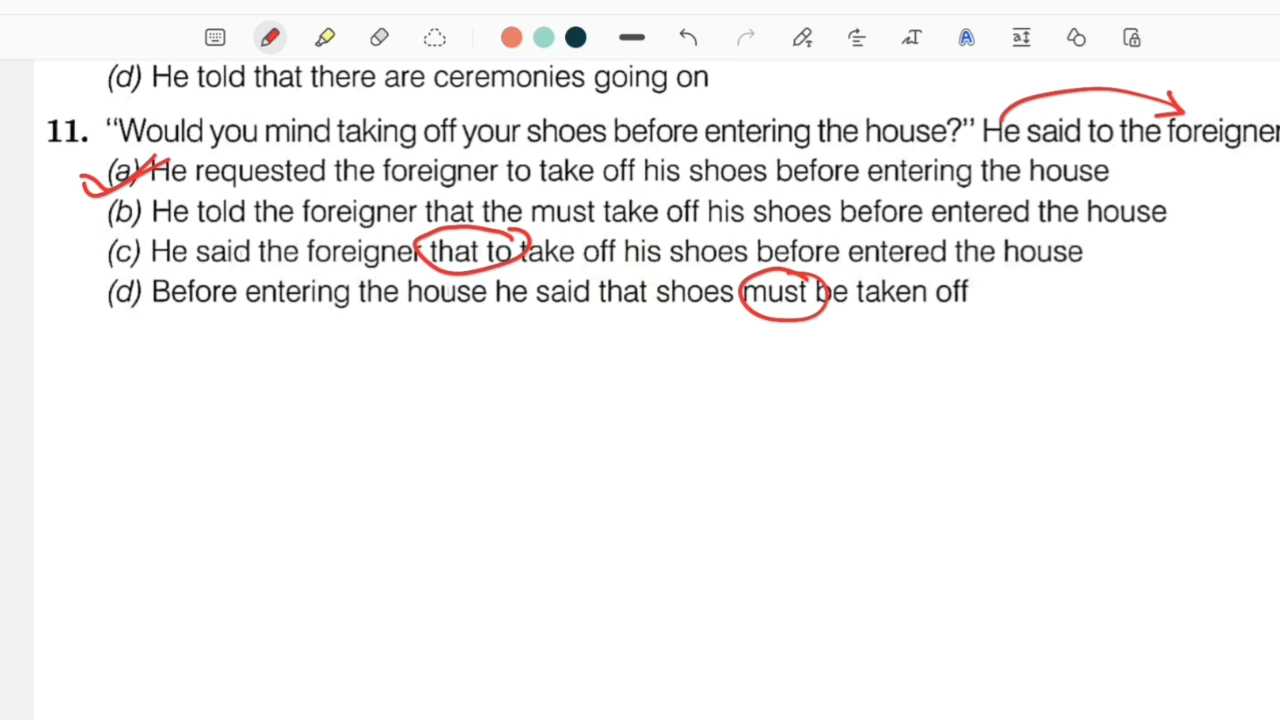 (d) He told that there are ceremonies going on
11. “Would you mind taking off your shoes before entering the house?” He said to the foreigner
(a) He requested the foreigner to take off his shoes before entering the house
(b) He told the foreigner that the must take off his shoes before entered the house
(c) He said the foreigner that to take off his shoes before entered the house
(d) Before entering the house he said that shoes must be taken off